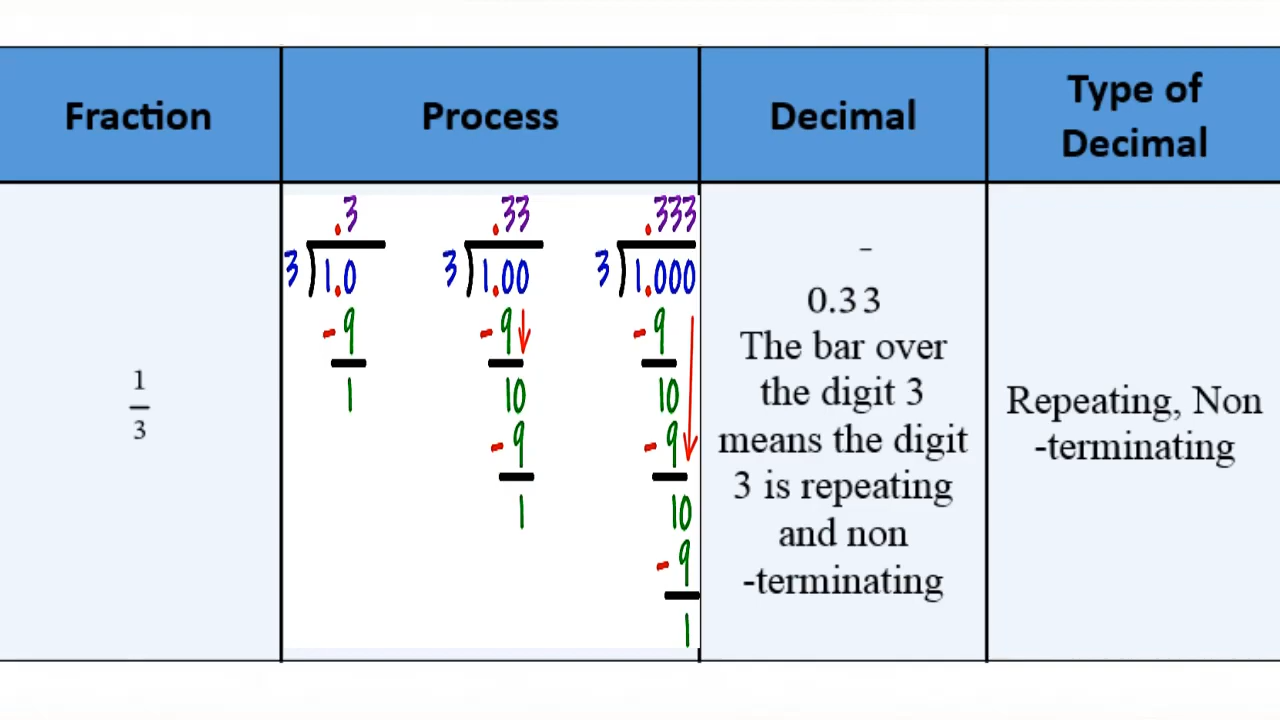 Fraction
Process
Decimal
Type of
Decimal
1
3
.3
3 1.0
-9
1
.33
3 1.00
-9
10
-9
1
.333
3 1.000
-9
10
-9
10
-9
1
0.33̅
The bar over
the digit 3
means the digit
3 is repeating
and non
-terminating
Repeating, Non
-terminating